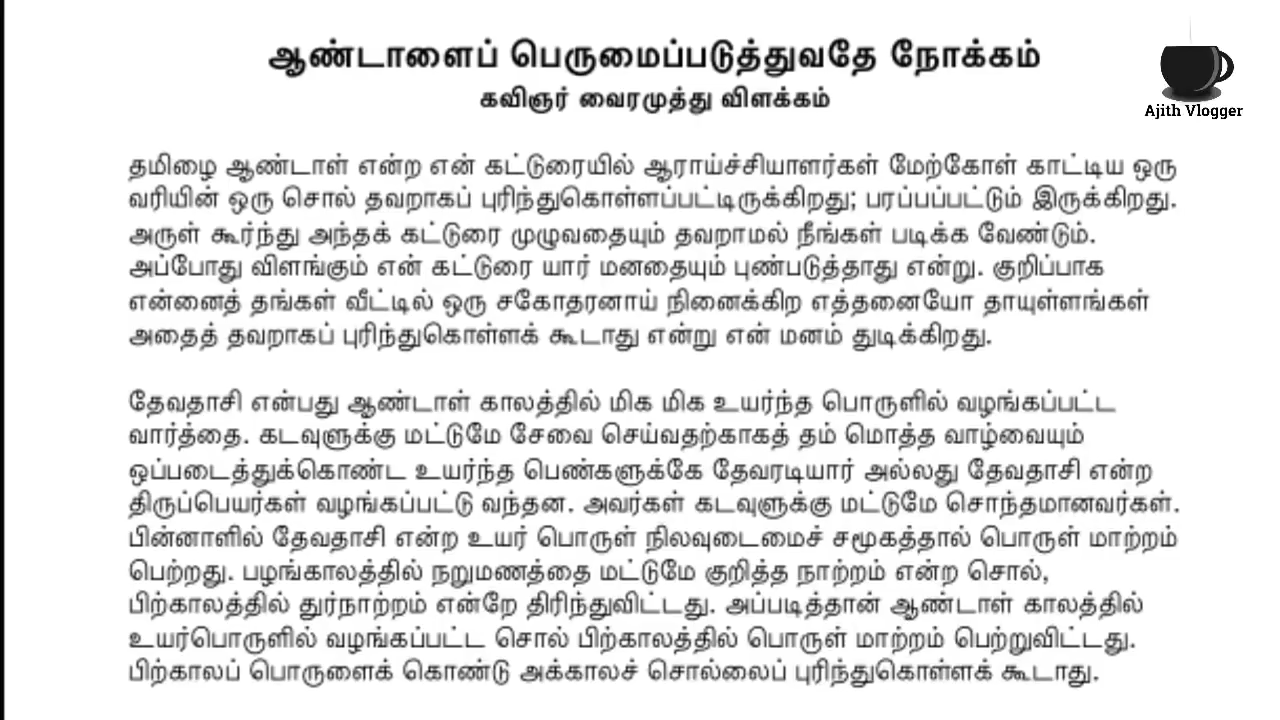 ஆண்டாளைப் பெருமைப்படுத்துவதே நோக்கம்
கவிஞர் வைரமுத்து விளக்கம்
Ajith Vlogger
தமிழை ஆண்டாள் என்ற என் கட்டுரையில் ஆராய்ச்சியாளர்கள் மேற்கோள் காட்டிய ஒரு
வரியின் ஒரு சொல் தவறாகப் புரிந்துகொள்ளப்பட்டிருக்கிறது; பரப்பப்பட்டும் இருக்கிறது.
அருள் கூர்ந்து அந்தக் கட்டுரை முழுவதையும் தவறாமல் நீங்கள் படிக்க வேண்டும்.
அப்போது விளங்கும் என் கட்டுரை யார் மனதையும் புண்படுத்தாது என்று. குறிப்பாக
என்னைத் தங்கள் வீட்டில் ஒரு சகோதரனாய் நினைக்கிற எத்தனையோ தாயுள்ளங்கள்
அதைத் தவறாகப் புரிந்துகொள்ளக் கூடாது என்று என் மனம் துடிக்கிறது.
தேவதாசி என்பது ஆண்டாள் காலத்தில் மிக மிக உயர்ந்த பொருளில் வழங்கப்பட்ட
வார்த்தை. கடவுளுக்கு மட்டுமே சேவை செய்வதற்காகத் தம் மொத்த வாழ்வையும்
ஒப்படைத்துக்கொண்ட உயர்ந்த பெண்களுக்கே தேவரடியார் அல்லது தேவதாசி என்ற
திருப்பெயர்கள் வழங்கப்பட்டு வந்தன. அவர்கள் கடவுளுக்கு மட்டுமே சொந்தமானவர்கள்.
பின்னாளில் தேவதாசி என்ற உயர் பொருள் நிலவுடைமைச் சமூகத்தால் பொருள் மாற்றம்
பெற்றது. பழங்காலத்தில் நறுமணத்தை மட்டுமே குறித்த நாற்றம் என்ற சொல்,
பிற்காலத்தில் துர்நாற்றம் என்றே திரிந்துவிட்டது. அப்படித்தான் ஆண்டாள் காலத்தில்
உயர்பொருளில் வழங்கப்பட்ட சொல் பிற்காலத்தில் பொருள் மாற்றம் பெற்றுவிட்டது.
பிற்காலப் பொருளைக் கொண்டு அக்காலச் சொல்லைப் புரிந்துகொள்ளக் கூடாது.